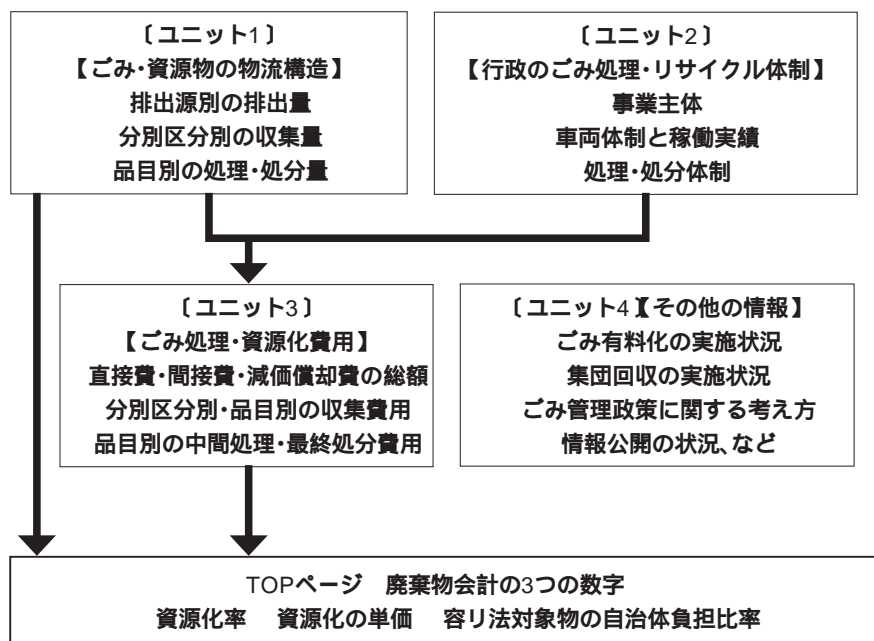 〔ユニット1〕
【ごみ・資源物の物流構造】
排出源別の排出量
分別区分別の収集量
品目別の処理・処分量
〔ユニット2〕
【行政のごみ処理・リサイクル体制】
事業主体
車両体制と稼働実績
処理・処分体制
〔ユニット3〕
【ごみ処理・資源化費用】
直接費・間接費・減価償却費の総額
分別区分別・品目別の収集費用
品目別の中間処理・最終処分費用
〔ユニット4〕【その他の情報】
ごみ有料化の実施状況
集団回収の実施状況
ごみ管理政策に関する考え方
情報公開の状況、など
TOPページ 廃棄物会計の3つの数字
資源化率 資源化の単価 容リ法対象物の自治体負担比率